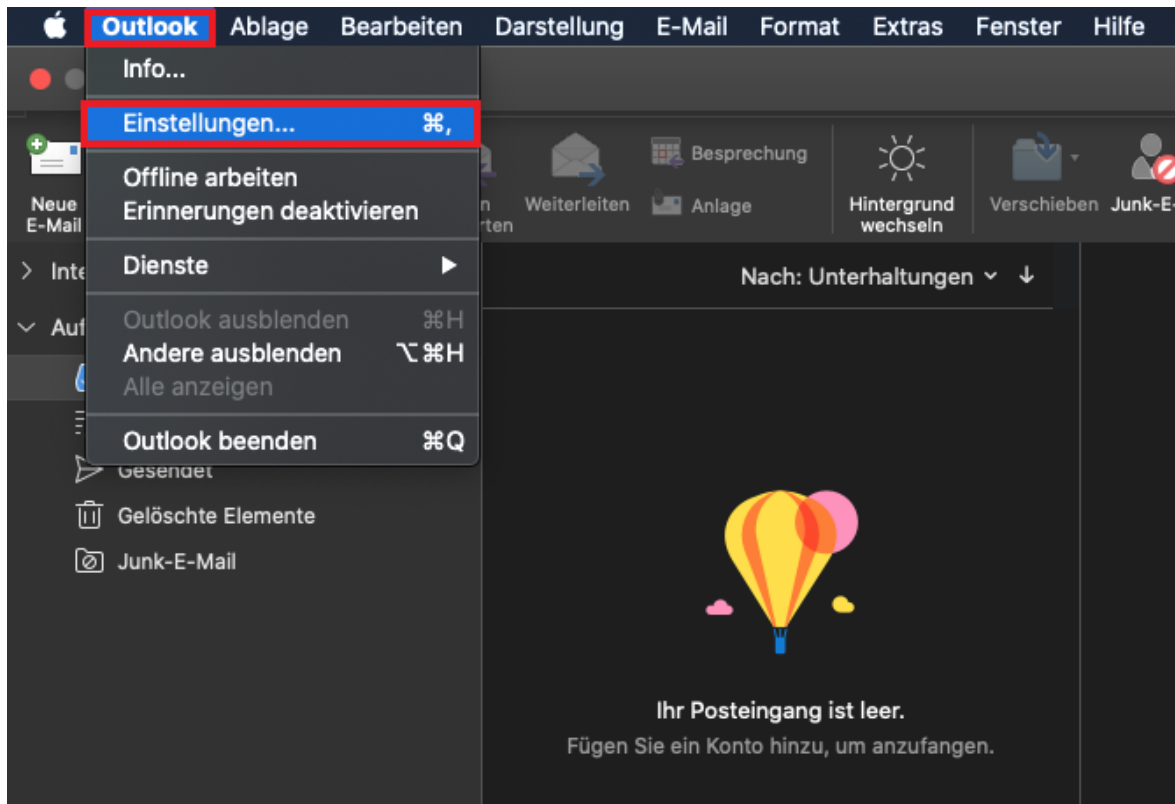 Outlook Ablage Bearbeiten Darstellung E-Mail Format Extras Fenster Hilfe
Info...
Einstellungen... ⌘,
Offline arbeiten
Erinnerungen deaktivieren
Dienste ▶
Outlook ausblenden ⌘H
Andere ausblenden ⌥⌘H
Alle anzeigen
Outlook beenden ⌘Q
Neue
E-Mail
Weiterleiten
Besprechung
Anlage
Hintergrund
wechseln
Verschieben
Junk-E-
Nach: Unterhaltungen
Gesendet
Gelöschte Elemente
Junk-E-Mail
Ihr Posteingang ist leer.
Fügen Sie ein Konto hinzu, um anzufangen.